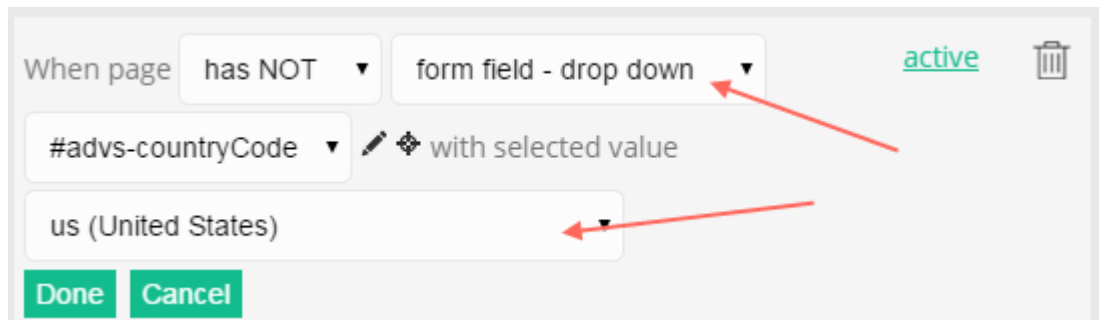 When page has NOT form field - drop down active
#advs-countryCode with selected value
us (United States)
Done Cancel